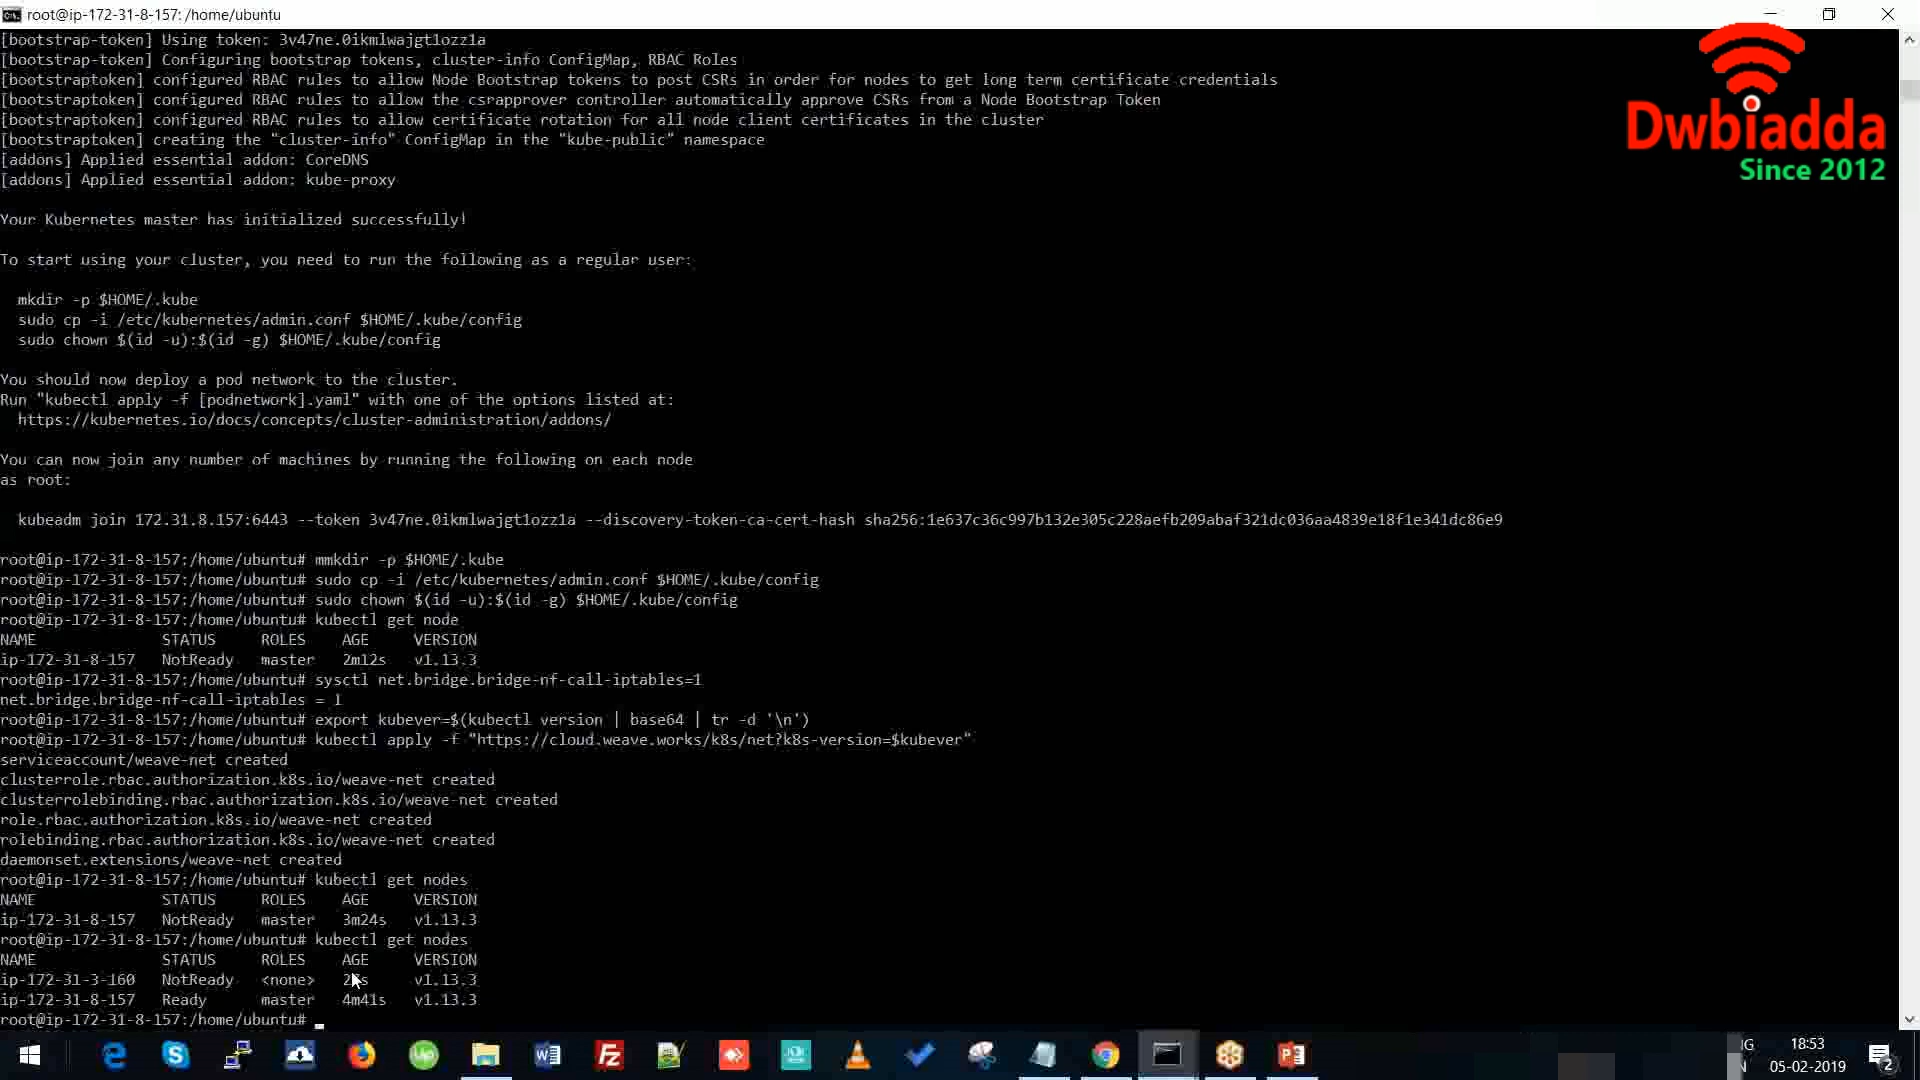 root@ip-172-31-8-157: /home/ubuntu
[bootstrap-token] Using token: 3v47ne.0ikmlwajgt1ozz1a
[bootstrap-token] Configuring bootstrap tokens, cluster-info ConfigMap, RBAC Roles
[bootstraptoken] configured RBAC rules to allow Node Bootstrap tokens to post CSRs in order for nodes to get long term certificate credentials
[bootstraptoken] configured RBAC rules to allow the csrapprover controller automatically approve CSRs from a Node Bootstrap Token
[bootstraptoken] configured RBAC rules to allow certificate rotation for all node client certificates in the cluster
[bootstraptoken] creating the "cluster-info" ConfigMap in the "kube-public" namespace
[addons] Applied essential addon: CoreDNS
[addons] Applied essential addon: kube-proxy
Dwbiadda
Since 2012
Your Kubernetes master has initialized successfully!
To start using your cluster, you need to run the following as a regular user:
mkdir -p $HOME/.kube
sudo cp -i /etc/kubernetes/admin.conf $HOME/.kube/config
sudo chown $(id -u):$(id -g) $HOME/.kube/config
You should now deploy a pod network to the cluster.
Run "kubectl apply -f [podnetwork].yaml" with one of the options listed at:
https://kubernetes.io/docs/concepts/cluster-administration/addons/
You can now join any number of machines by running the following on each node
as root:
kubeadm join 172.31.8.157:6443 --token 3v47ne.0ikmlwajgt1ozz1a --discovery-token-ca-cert-hash sha256:1e637c36c997b132e305c228aefb209abaf321dc036aa4839e18f1e341dc86e9
root@ip-172-31-8-157:/home/ubuntu# mmkdir -p $HOME/.kube
root@ip-172-31-8-157:/home/ubuntu# sudo cp -i /etc/kubernetes/admin.conf $HOME/.kube/config
root@ip-172-31-8-157:/home/ubuntu# sudo chown $(id -u):$(id -g) $HOME/.kube/config
root@ip-172-31-8-157:/home/ubuntu# kubectl get node
NAME STATUS ROLES AGE VERSION
ip-172-31-8-157 NotReady master 2m12s v1.13.3
root@ip-172-31-8-157:/home/ubuntu# sysctl net.bridge.bridge-nf-call-iptables=1
net.bridge.bridge-nf-call-iptables = 1
root@ip-172-31-8-157:/home/ubuntu# export kubever=$(kubectl version | base64 | tr -d '\n')
root@ip-172-31-8-157:/home/ubuntu# kubectl apply -f "https://cloud.weave.works/k8s/net?k8s-version=$kubever"
serviceaccount/weave-net created
clusterrole.rbac.authorization.k8s.io/weave-net created
clusterrolebinding.rbac.authorization.k8s.io/weave-net created
role.rbac.authorization.k8s.io/weave-net created
rolebinding.rbac.authorization.k8s.io/weave-net created
daemonset.extensions/weave-net created
root@ip-172-31-8-157:/home/ubuntu# kubectl get nodes
NAME STATUS ROLES AGE VERSION
ip-172-31-8-157 NotReady master 3m24s v1.13.3
root@ip-172-31-8-157:/home/ubuntu# kubectl get nodes
NAME STATUS ROLES AGE VERSION
ip-172-31-3-160 NotReady <none> v1.13.3
ip-172-31-8-157 Ready master 4m41s v1.13.3
root@ip-172-31-8-157:/home/ubuntu#
18:53
05-02-2019
2